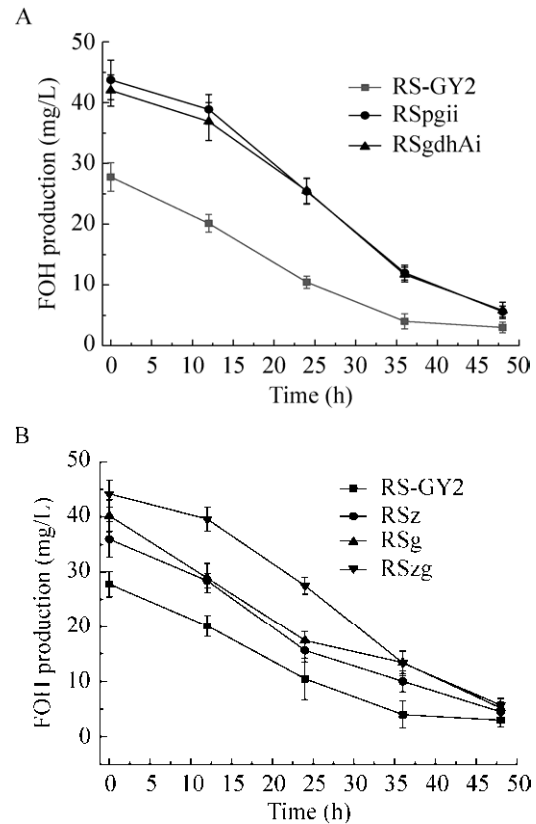 A
FOH production (mg/L)
50
40
30
20
10
0
RS-GY2
RSpgii
RSgdhAi
0 5 10 15 20 25 30 35 40 45 50
Time (h)
B
FOH production (mg/L)
50
40
30
20
10
0
RS-GY2
RSz
RSg
RSzg
0 5 10 15 20 25 30 35 40 45 50
Time (h)